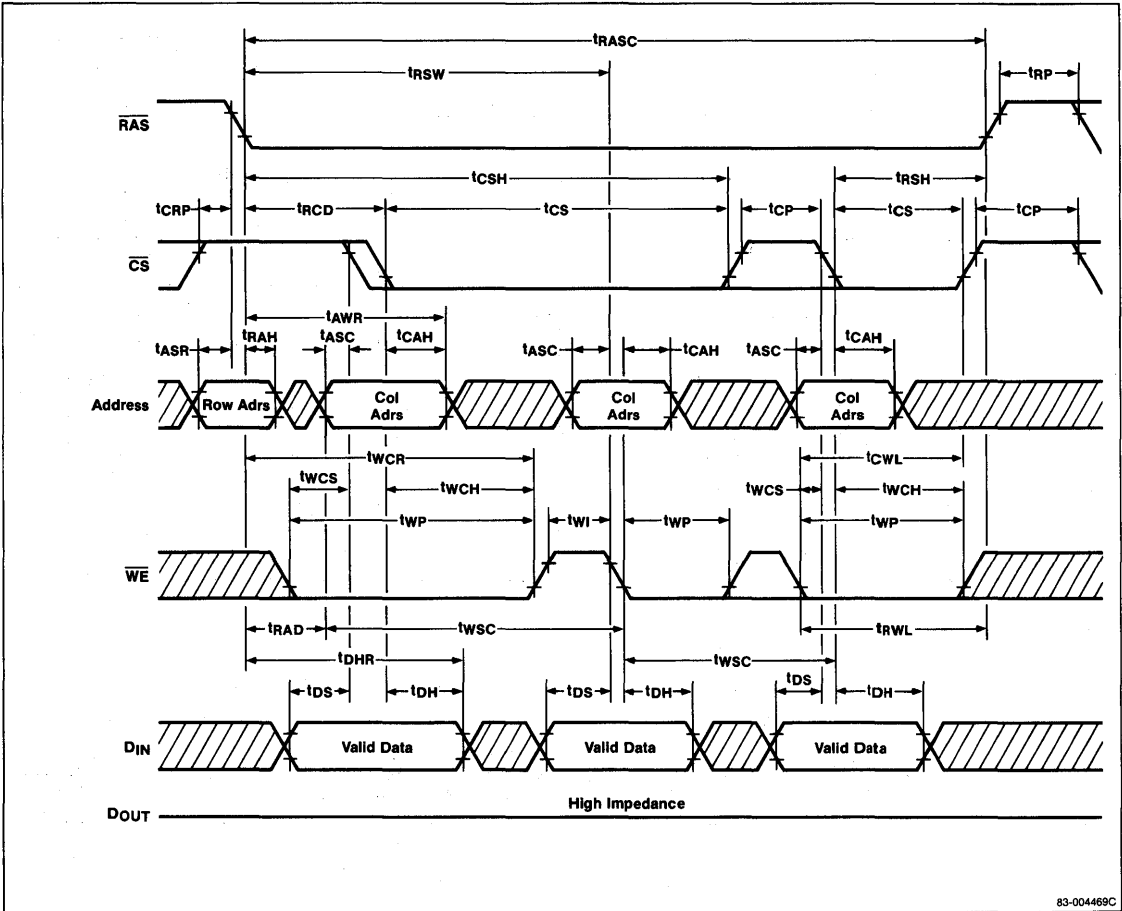 tRASC
tRSW
tRP
RAS
tCSH
tRSH
tCRP
tRCD
tCS
tCP
tCS
tCP
CS
tAWR
tASR
tRAH
tASC
tCAH
tASC
tCAH
tASC
tCAH
Address
Row Adrs
Col Adrs
Col Adrs
Col Adrs
tWCR
tCWL
tWCS
tWCH
tWCS
tWCH
tWP
tWI
tWP
tWP
WE
tRAD
tWSC
tRWL
tDHR
tWSC
tDS
tDH
tDS
tDH
tDS
tDH
DIN
Valid Data
Valid Data
Valid Data
High Impedance
DOUT
83-004469C